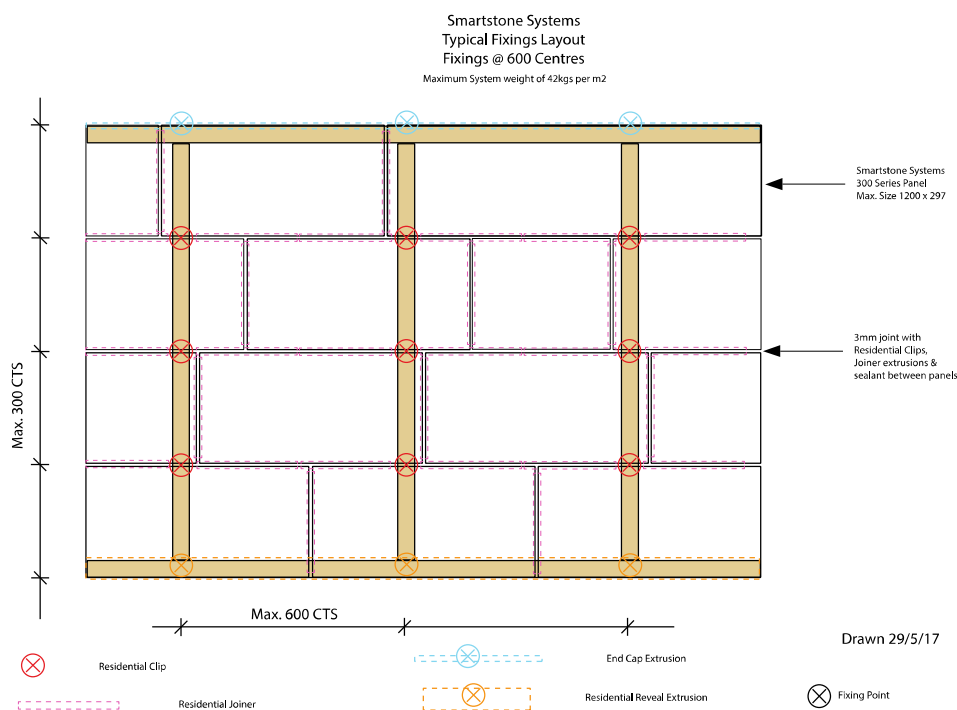 Smartstone Systems
Typical Fixings Layout
Fixings @ 600 Centres
Maximum System weight of 42kgs per m2
Smartstone Systems
300 Series Panel
Max. Size 1200 x 297
3mm joint with
Residential Clips,
Joiner extrusions &
sealant between panels
Max. 300 CTS
Max. 600 CTS
Drawn 29/5/17
Residential Clip
End Cap Extrusion
Residential Joiner
Residential Reveal Extrusion
Fixing Point